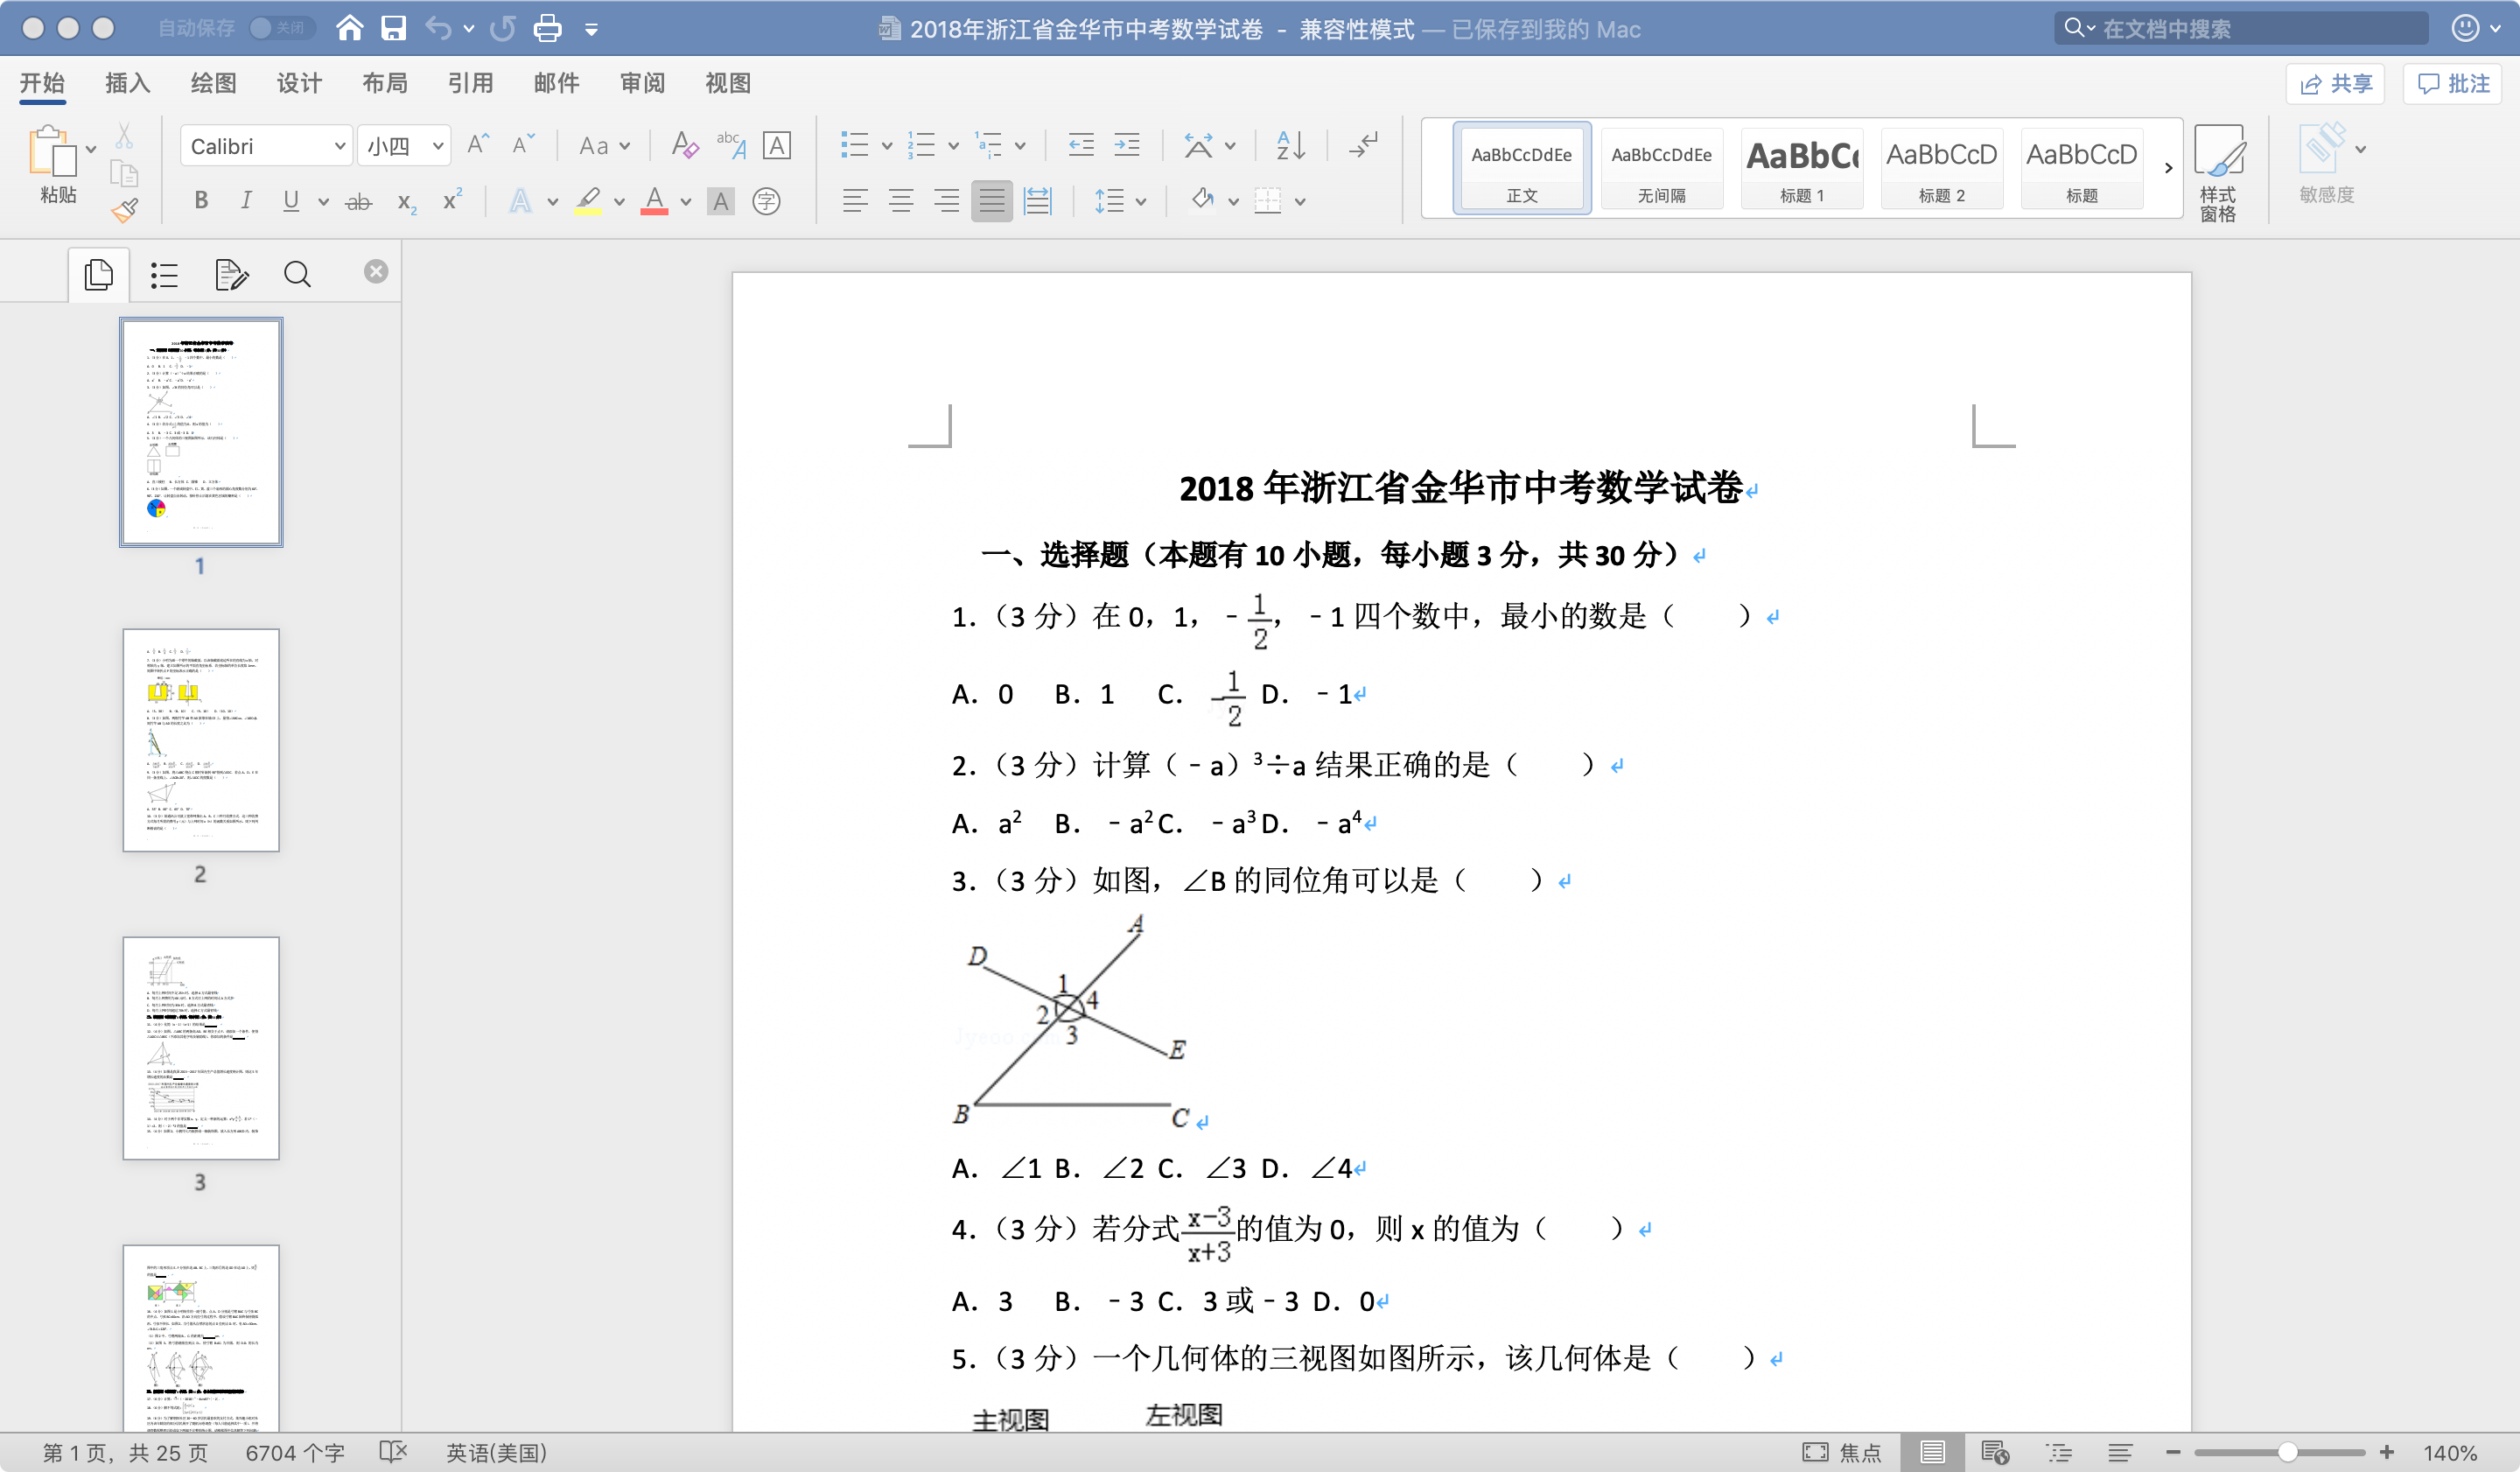 自动保存 关闭
2018年浙江省金华市中考数学试卷 - 兼容性模式 — 已保存到我的 Mac
在文档中搜索
开始 插入 绘图 设计 布局 引用 邮件 审阅 视图
共享 批注
粘贴
Calibri 小四
AaBbCcDdEe AaBbCcDdEe AaBbCc AaBbCcD AaBbCcD
正文 无间隔 标题 1 标题 2 标题
样式
窗格
敏感度
1
2
3
2018 年浙江省金华市中考数学试卷
一、选择题（本题有 10 小题，每小题 3 分，共 30 分）
1.（3 分）在 0，1，﹣1/2，﹣1 四个数中，最小的数是（　　）
A．0 B．1 C．-1/2 D．﹣1
2.（3 分）计算（﹣a）³÷a 结果正确的是（　　）
A．a² B．﹣a² C．﹣a³ D．﹣a⁴
3.（3 分）如图，∠B 的同位角可以是（　　）
A
D
1
4
2
3
E
B
C
A．∠1 B．∠2 C．∠3 D．∠4
4.（3 分）若分式(x-3)/(x+3)的值为 0，则 x 的值为（　　）
A．3 B．﹣3 C．3 或﹣3 D．0
5.（3 分）一个几何体的三视图如图所示，该几何体是（　　）
主视图 左视图
第 1 页，共 25 页 6704 个字 英语(美国) 焦点 140%